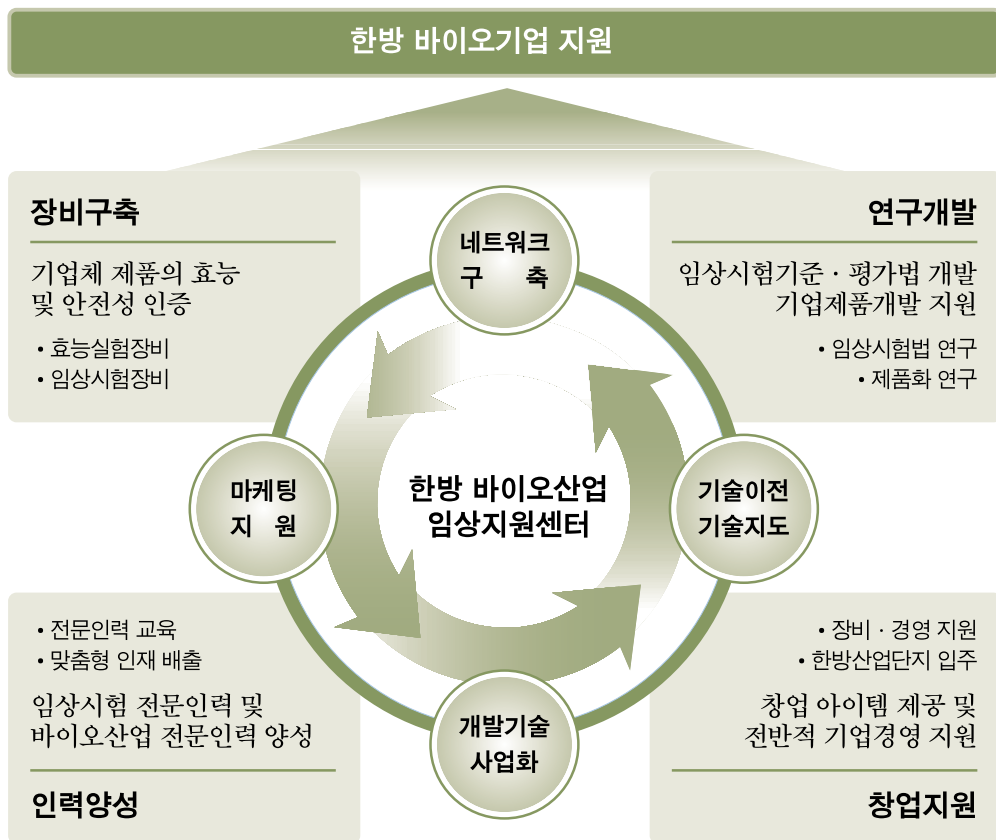 한방 바이오기업 지원
장비구축
기업체 제품의 효능
및 안전성 인증
• 효능실험장비
• 임상시험장비
네트워크
구 축
연구개발
임상시험기준 · 평가법 개발
기업제품개발 지원
• 임상시험법 연구
• 제품화 연구
마케팅
지 원
한방 바이오산업
임상지원센터
기술이전
기술지도
• 전문인력 교육
• 맞춤형 인재 배출
임상시험 전문인력 및
바이오산업 전문인력 양성
인력양성
개발기술
사업화
• 장비 · 경영 지원
• 한방산업단지 입주
창업 아이템 제공 및
전반적 기업경영 지원
창업지원